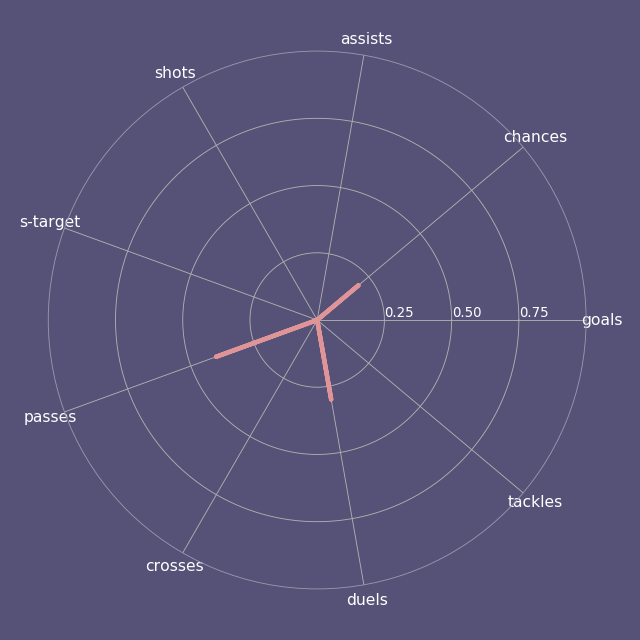 assists
shots
chances
s-target
0.25 0.50 0.75
goals
passes
tackles
crosses
duels